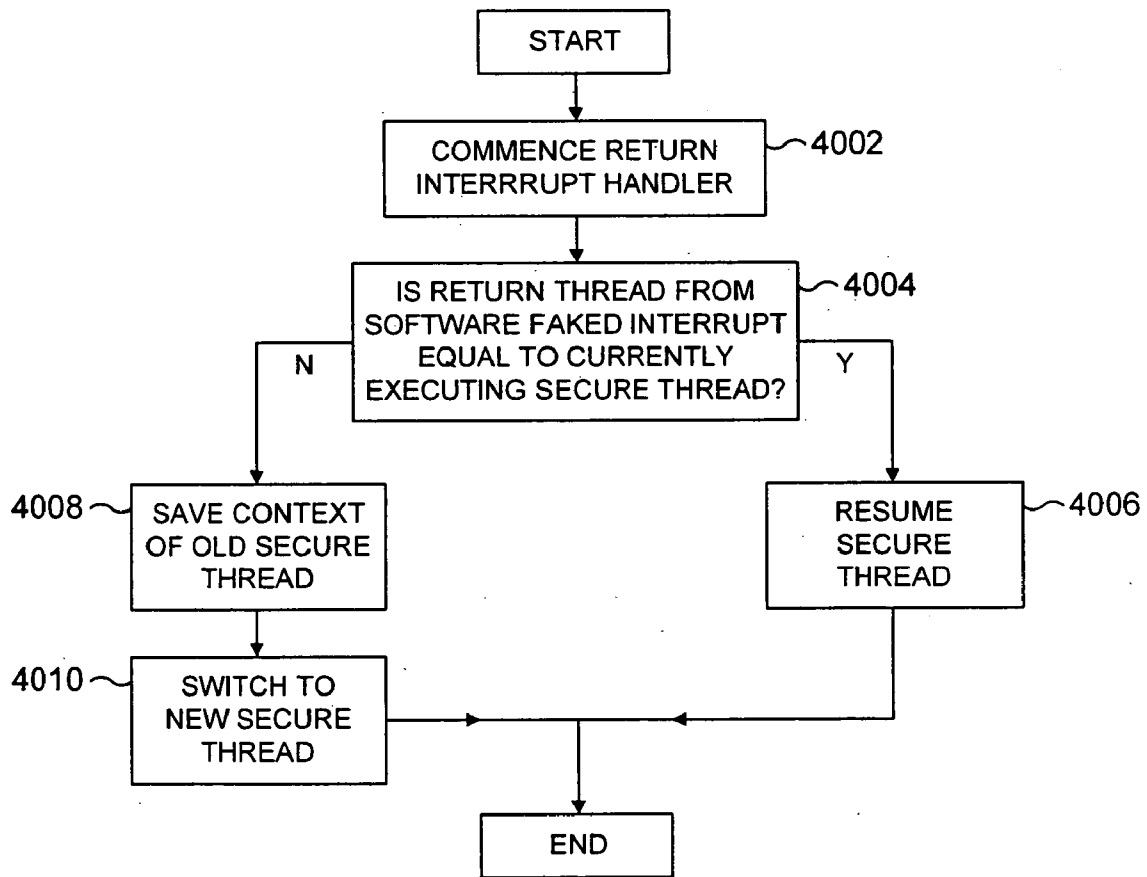 START
COMMENCE RETURN
INTERRRUPT HANDLER
4002
IS RETURN THREAD FROM
SOFTWARE FAKED INTERRUPT
EQUAL TO CURRENTLY
EXECUTING SECURE THREAD?
4004
N
Y
4008
SAVE CONTEXT
OF OLD SECURE
THREAD
RESUME
SECURE
THREAD
4006
4010
SWITCH TO
NEW SECURE
THREAD
END